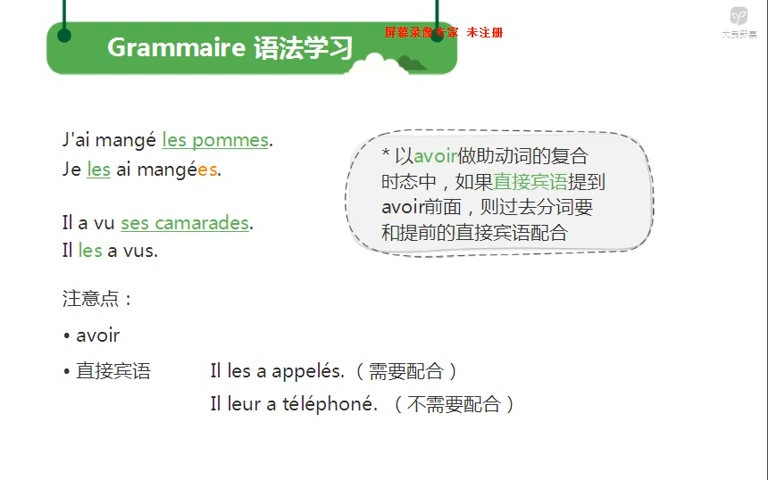 Grammaire 语法学习
屏幕录像专家 未注册
J'ai mangé les pommes.
Je les ai mangées.
Il a vu ses camarades.
Il les a vus.
* 以avoir做助动词的复合
时态中，如果直接宾语提到
avoir前面，则过去分词要
和提前的直接宾语配合
注意点：
• avoir
• 直接宾语 Il les a appelés.（需要配合）
Il leur a téléphoné. （不需要配合）